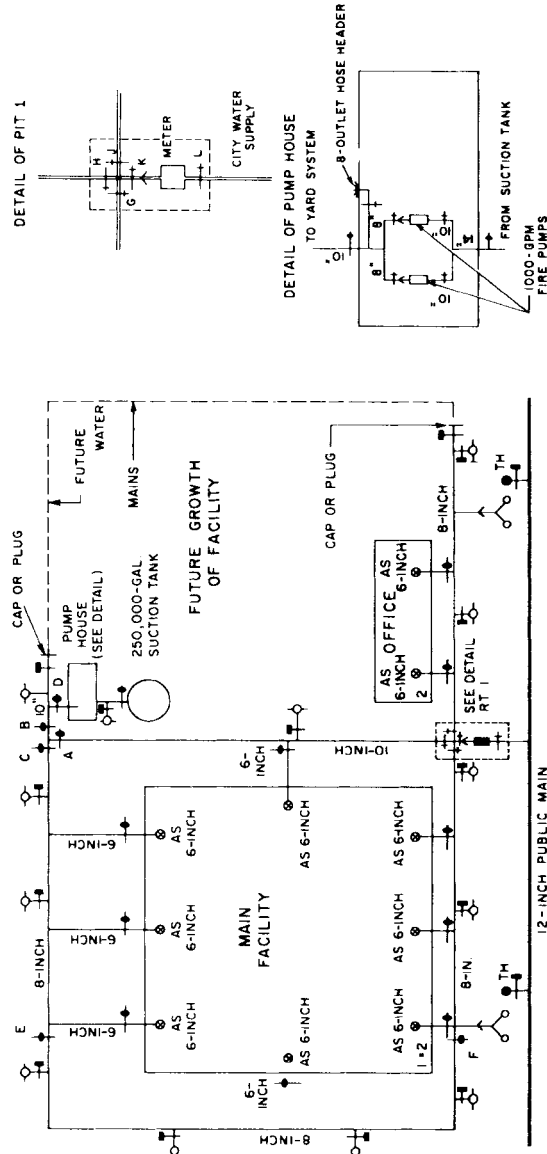 DETAIL OF PIT 1
H
J
G
K
METER
L
CITY WATER
SUPPLY
DETAIL OF PUMP HOUSE
TO YARD SYSTEM
8-OUTLET HOSE HEADER
10"
8"
8"
10"
10"
14"
FROM SUCTION TANK
1000-GPM
FIRE PUMPS
CAP OR PLUG
FUTURE
WATER
MAINS
PUMP
HOUSE
(SEE DETAIL)
250,000-GAL.
SUCTION TANK
FUTURE GROWTH
OF FACILITY
CAP OR PLUG
E
8-INCH
C
B
10"
D
A
6-INCH
6-INCH
6-INCH
AS
6-INCH
AS
6-INCH
AS
6-INCH
6-
INCH
AS 6-INCH
10-INCH
MAIN
FACILITY
6-
INCH
AS 6-INCH
8-INCH
AS 6-INCH
AS 6-INCH
AS 6-INCH
1 = 2
AS OFFICE AS
6-INCH
6-INCH
2
SEE DETAIL
RT 1
8-INCH
F
8-IN.
TH
TH
12-INCH PUBLIC MAIN